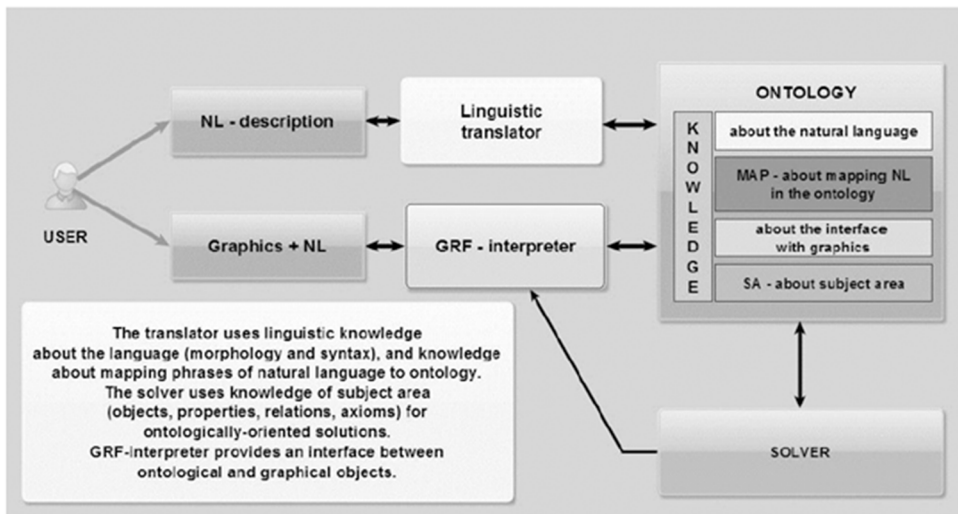 NL - description
Linguistic
translator
ONTOLOGY
KNOWLEDGE
about the natural language
MAP - about mapping NL
in the ontology
about the interface
with graphics
SA - about subject area
USER
Graphics + NL
GRF - interpreter
The translator uses linguistic knowledge
about the language (morphology and syntax), and knowledge
about mapping phrases of natural language to ontology.
The solver uses knowledge of subject area
(objects, properties, relations, axioms) for
ontologically-oriented solutions.
GRF-interpreter provides an interface between
ontological and graphical objects.
SOLVER